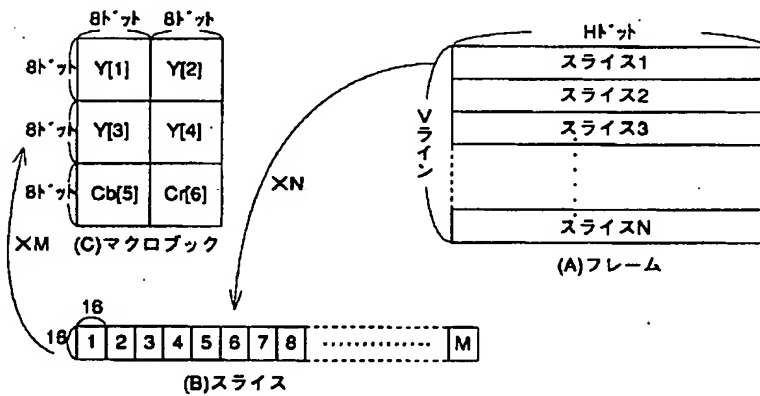 8ドット 8ドット
8ドット Y[1] Y[2]
8ドット Y[3] Y[4]
8ドット Cb[5] Cr[6]
×M (C)マクロブック
×N
Hドット
Vライン
スライス1
スライス2
スライス3
スライスN
(A)フレーム
16
16 1 2 3 4 5 6 7 8 M
(B)スライス